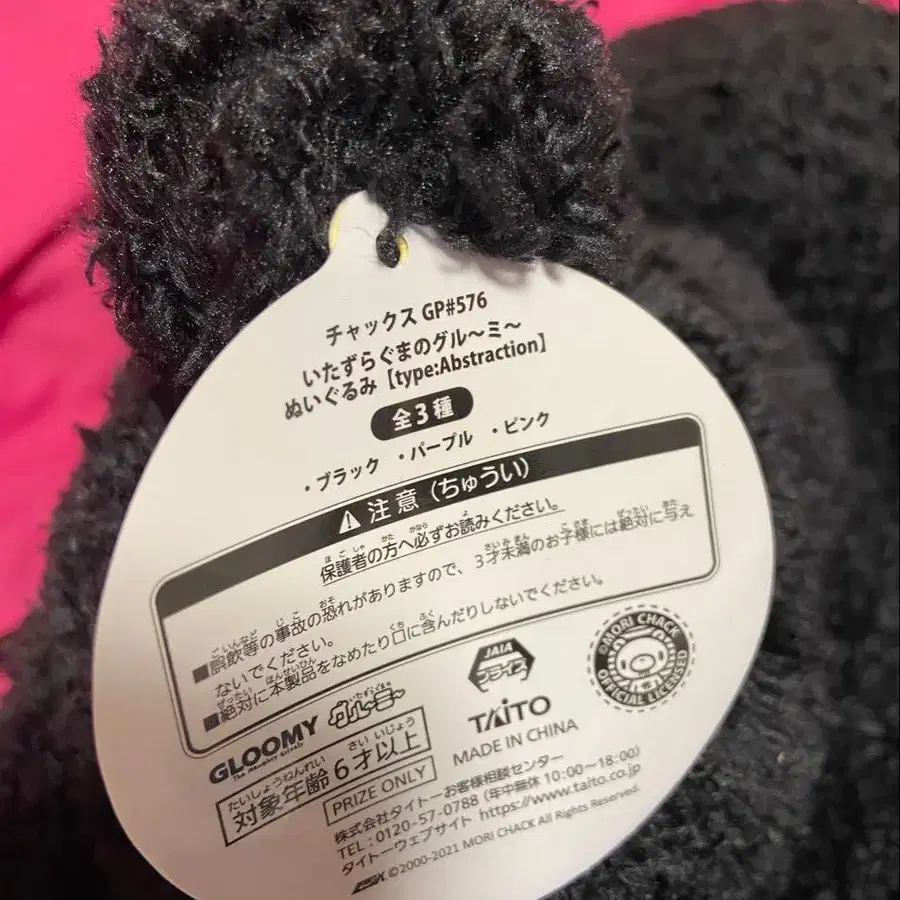 チャックス GP#576
いたずらぐまのグル〜ミ〜
ぬいぐるみ【type:Abstraction】
全3種
・ブラック ・パープル ・ピンク
注意（ちゅうい）
保護者の方へ必ずお読みください。
■誤飲等の事故の恐れがありますので、3才未満のお子様には絶対に与え
ないでください。
■絶対に本製品をなめたり口に含んだりしないでください。
GLOOMY
The Naughty Grizzly
いたずらぐまの
グル〜ミ〜
JAIA
プライズ
©MORI CHACK
OFFICIAL LICENSED
TAITO
MADE IN CHINA
対象年齢6才以上
PRIZE ONLY
株式会社タイトーお客様相談センター
TEL：0120-57-0788（年中無休 10:00〜18:00）
タイトーウェブサイト https://www.taito.co.jp
©2000-2021 MORI CHACK All Rights Reserved.